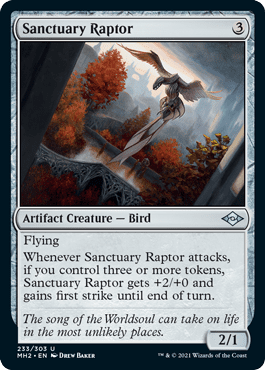 Sanctuary Raptor 3
Artifact Creature — Bird
Flying
Whenever Sanctuary Raptor attacks,
if you control three or more tokens,
Sanctuary Raptor gets +2/+0 and
gains first strike until end of turn.
The song of the Worldsoul can take on life
in the most unlikely places.
2/1
233/303 U
MH2 • EN Drew Baker
™ & © 2021 Wizards of the Coast